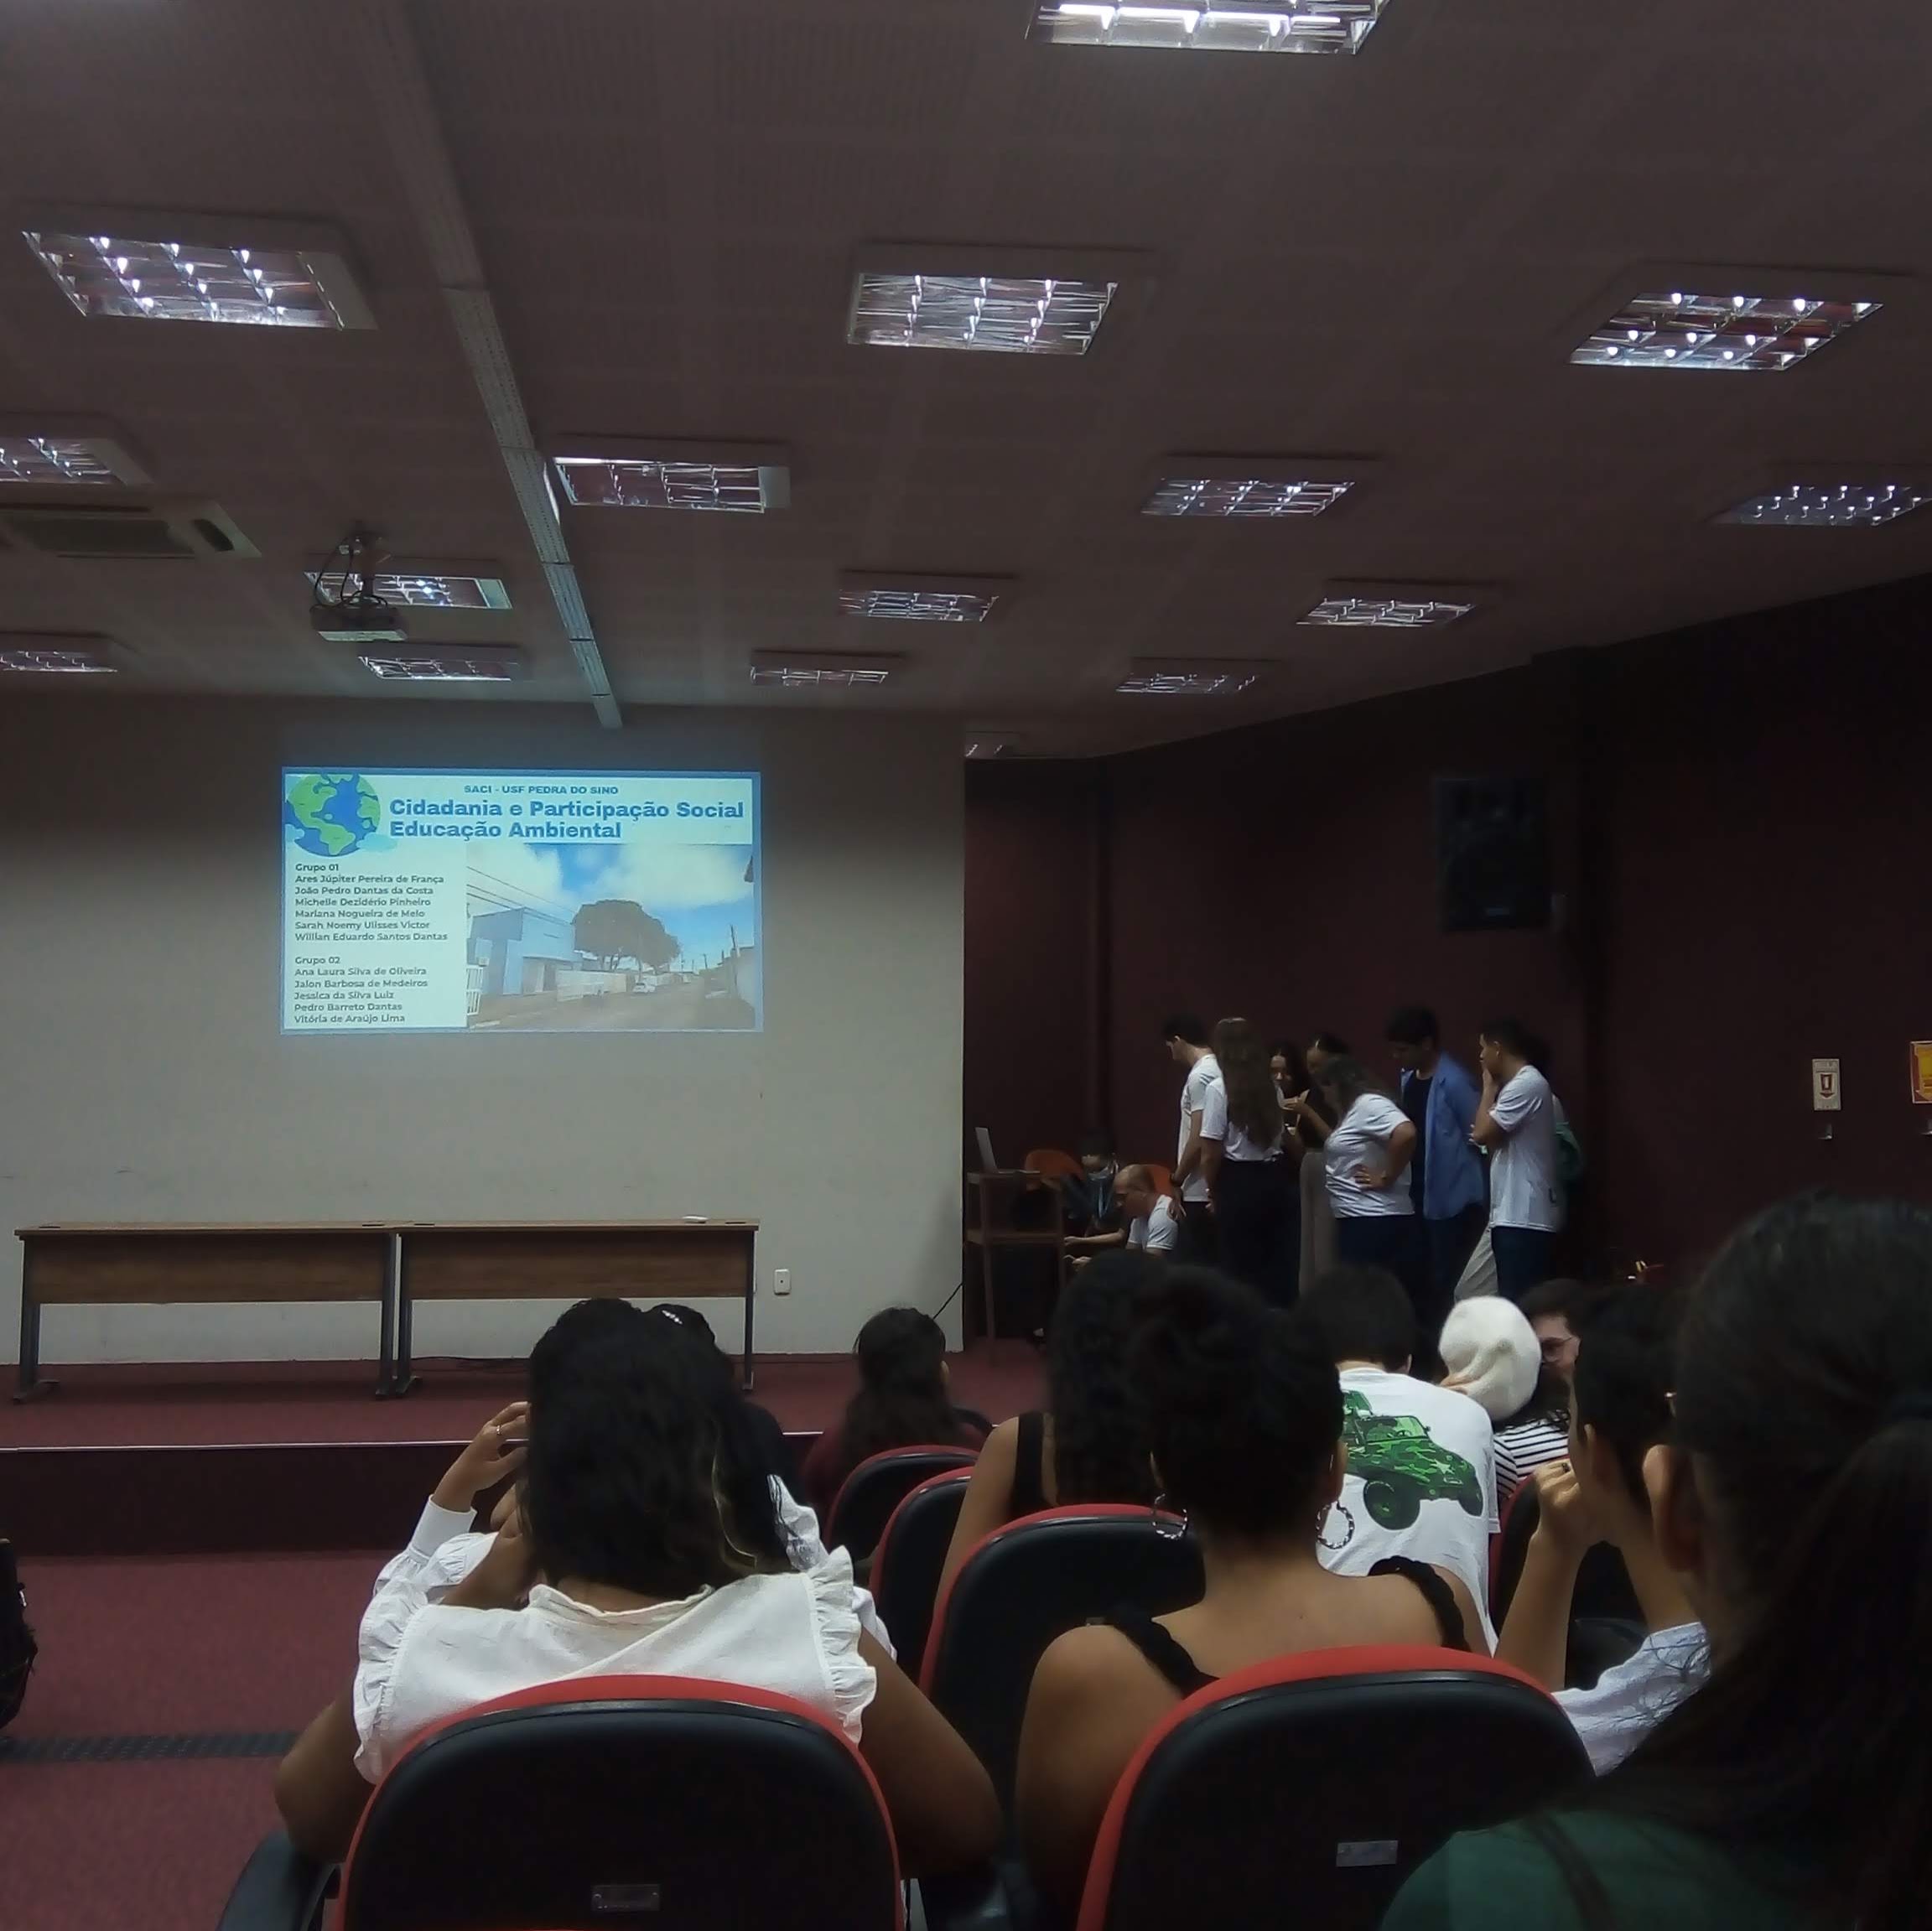 SACI - USF PEDRA DO SINO
Cidadania e Participação Social
Educação Ambiental
Grupo 01
Ares Júpiter Pereira de França
João Pedro Dantas da Costa
Michelle Dezidério Pinheiro
Mariana Nogueira de Melo
Sarah Noemy Ulisses Victor
Willian Eduardo Santos Dantas
Grupo 02
Ana Laura Silva de Oliveira
Jalon Barbosa de Medeiros
Jessica da Silva Luiz
Pedro Barreto Dantas
Vitória de Araújo Lima